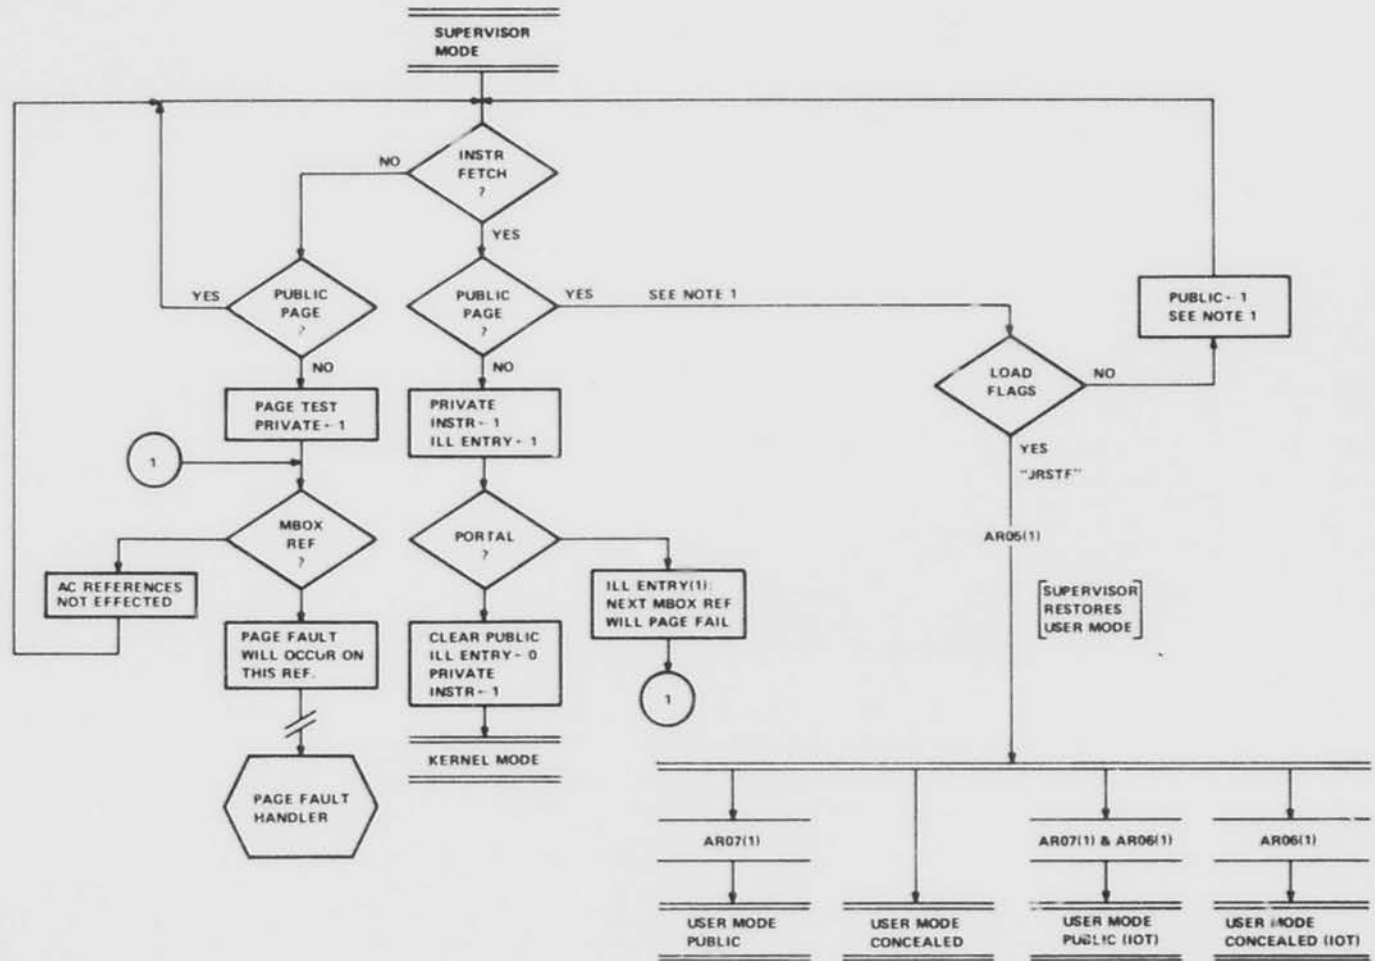 SUPERVISOR
MODE
INSTR
FETCH
?
NO
YES
PUBLIC
PAGE
?
YES
NO
PUBLIC
PAGE
?
YES
SEE NOTE 1
NO
PUBLIC←1
SEE NOTE 1
LOAD
FLAGS
NO
YES
"JRSTF"
PAGE TEST
PRIVATE←1
PRIVATE
INSTR←1
ILL ENTRY←1
1
MBOX
REF
?
PORTAL
?
AR05(1)
AC REFERENCES
NOT EFFECTED
ILL ENTRY(1):
NEXT MBOX REF
WILL PAGE FAIL
SUPERVISOR
RESTORES
USER MODE
PAGE FAULT
WILL OCCUR ON
THIS REF.
CLEAR PUBLIC
ILL ENTRY←0
PRIVATE
INSTR←1
1
KERNEL MODE
PAGE FAULT
HANDLER
AR07(1)
AR07(1) & AR06(1)
AR06(1)
USER MODE
PUBLIC
USER MODE
CONCEALED
USER MODE
PUBLIC (IOT)
USER MODE
CONCEALED (IOT)